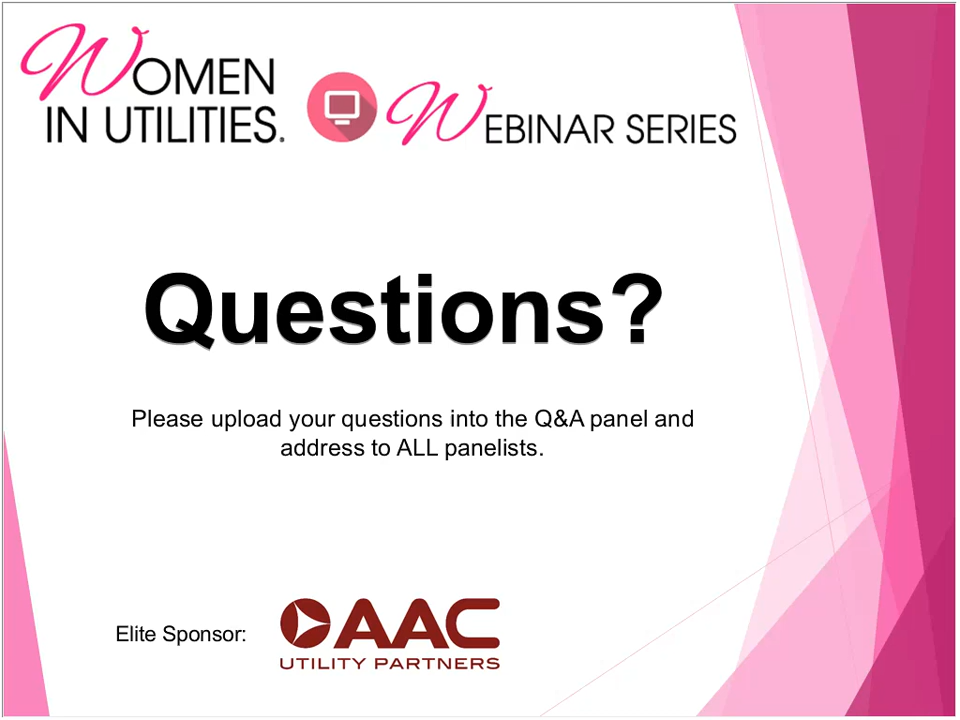 WOMEN
IN UTILITIES.
WEBINAR SERIES
Questions?
Please upload your questions into the Q&A panel and
address to ALL panelists.
Elite Sponsor:
AAC
UTILITY PARTNERS